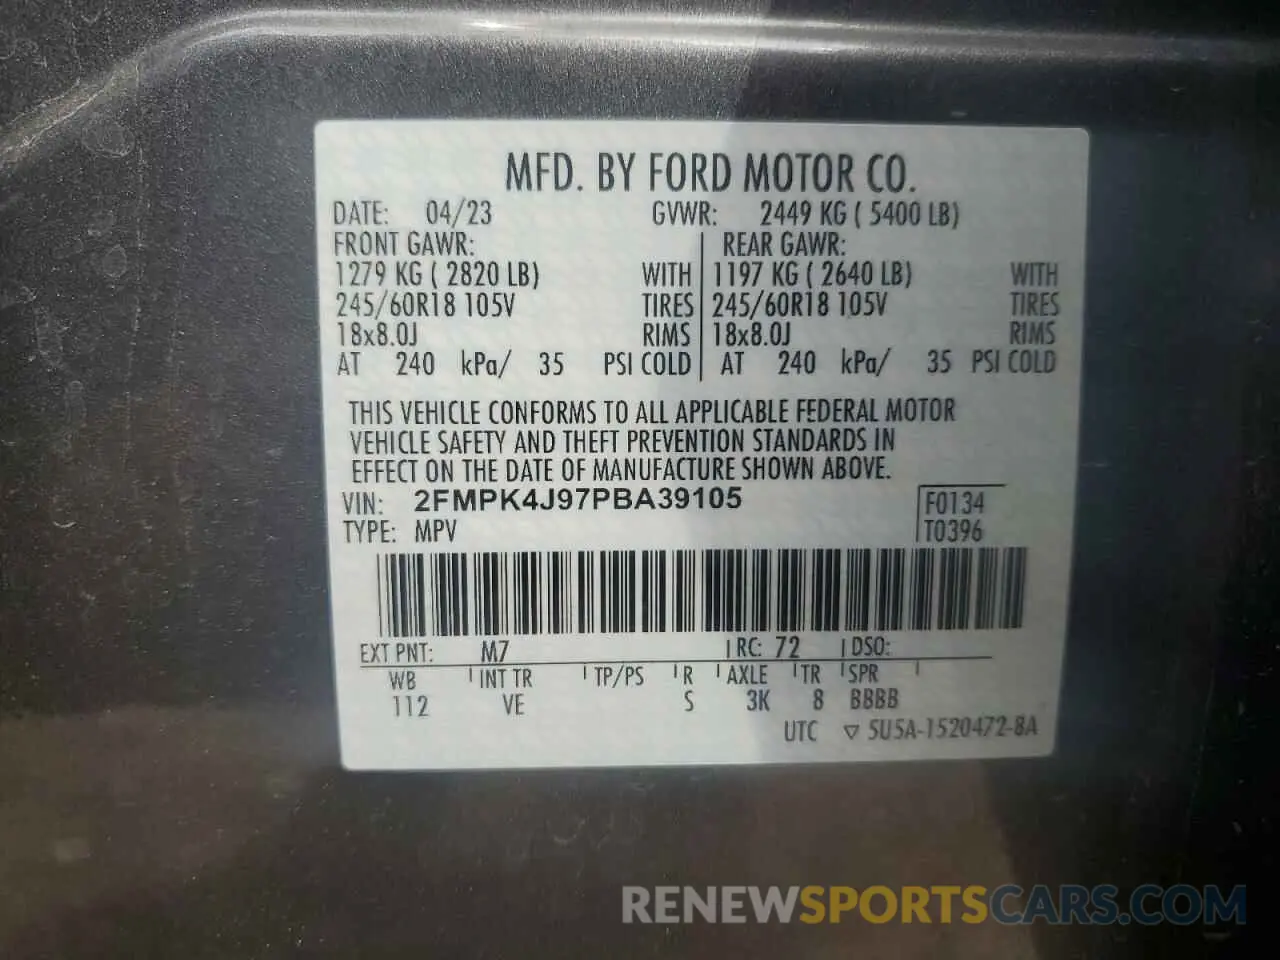 MFD. BY FORD MOTOR CO.
DATE: 04/23 GVWR: 2449 KG ( 5400 LB)
FRONT GAWR: REAR GAWR:
1279 KG ( 2820 LB) WITH 1197 KG ( 2640 LB) WITH
245/60R18 105V TIRES 245/60R18 105V TIRES
18x8.0J RIMS 18x8.0J RIMS
AT 240 kPa/ 35 PSI COLD AT 240 kPa/ 35 PSI COLD
THIS VEHICLE CONFORMS TO ALL APPLICABLE FEDERAL MOTOR
VEHICLE SAFETY AND THEFT PREVENTION STANDARDS IN
EFFECT ON THE DATE OF MANUFACTURE SHOWN ABOVE.
VIN: 2FMPK4J97PBA39105 F0134
TYPE: MPV T0396
EXT PNT: M7 RC: 72 DSO:
WB INT TR TP/PS R AXLE TR SPR
112 VE S 3K 8 BBBB
UTC ▽ 5U5A-1520472-8A
RENEWSPORTSCARS.COM